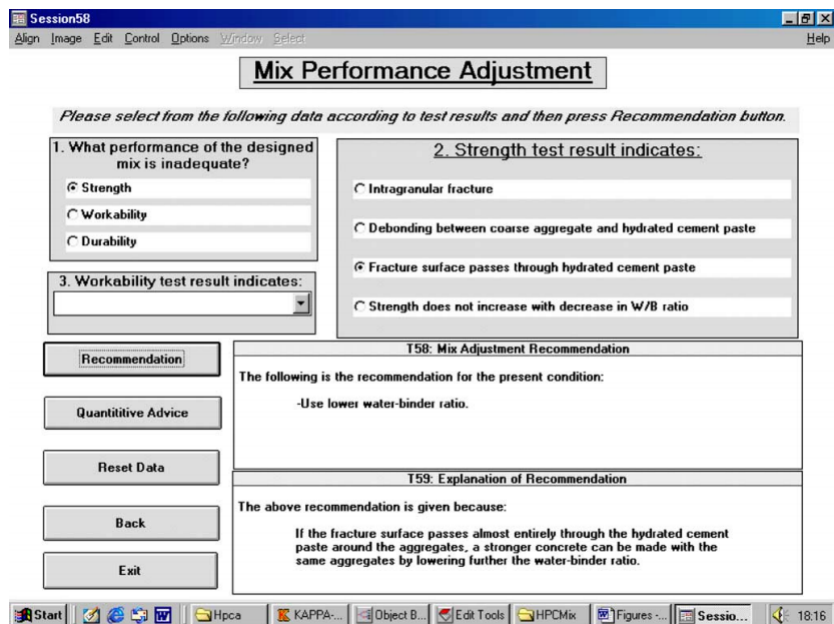 Session58
Align Image Edit Control Options Window Select Help
Mix Performance Adjustment
Please select from the following data according to test results and then press Recommendation button.
1. What performance of the designed
mix is inadequate?
Strength
Workability
Durability
2. Strength test result indicates:
Intragranular fracture
Debonding between coarse aggregate and hydrated cement paste
Fracture surface passes through hydrated cement paste
Strength does not increase with decrease in W/B ratio
3. Workability test result indicates:
Recommendation
Quantititive Advice
Reset Data
Back
Exit
T58: Mix Adjustment Recommendation
The following is the recommendation for the present condition:
-Use lower water-binder ratio.
T59: Explanation of Recommendation
The above recommendation is given because:
If the fracture surface passes almost entirely through the hydrated cement
paste around the aggregates, a stronger concrete can be made with the
same aggregates by lowering further the water-binder ratio.
Start Hpca KAPPA-... Object B... Edit Tools HPCMix Figures -... Sessio... 18:16